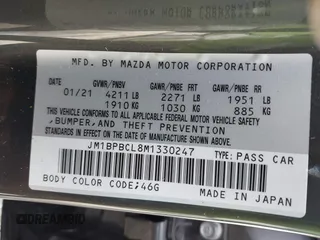 MFD. BY MAZDA MOTOR CORPORATION
GVWR/PNBV GAWR/PNBE FRT GAWR/PNBE RR
01/21 4211 LB 2271 LB 1951 LB
1910 KG 1030 KG 885 KG
THIS VEHICLE CONFORMS TO ALL APPLICABLE FEDERAL MOTOR VEHICLE SAFETY,
BUMPER, AND THEFT PREVENTION
STANDARDS IN EFFECT ON THE DATE OF MANUFACTURE SHOWN ABOVE.
JM1BPBCL8M1330247 TYPE: PASS CAR
BODY COLOR CODE: 46G MADE IN JAPAN
DREAMBID